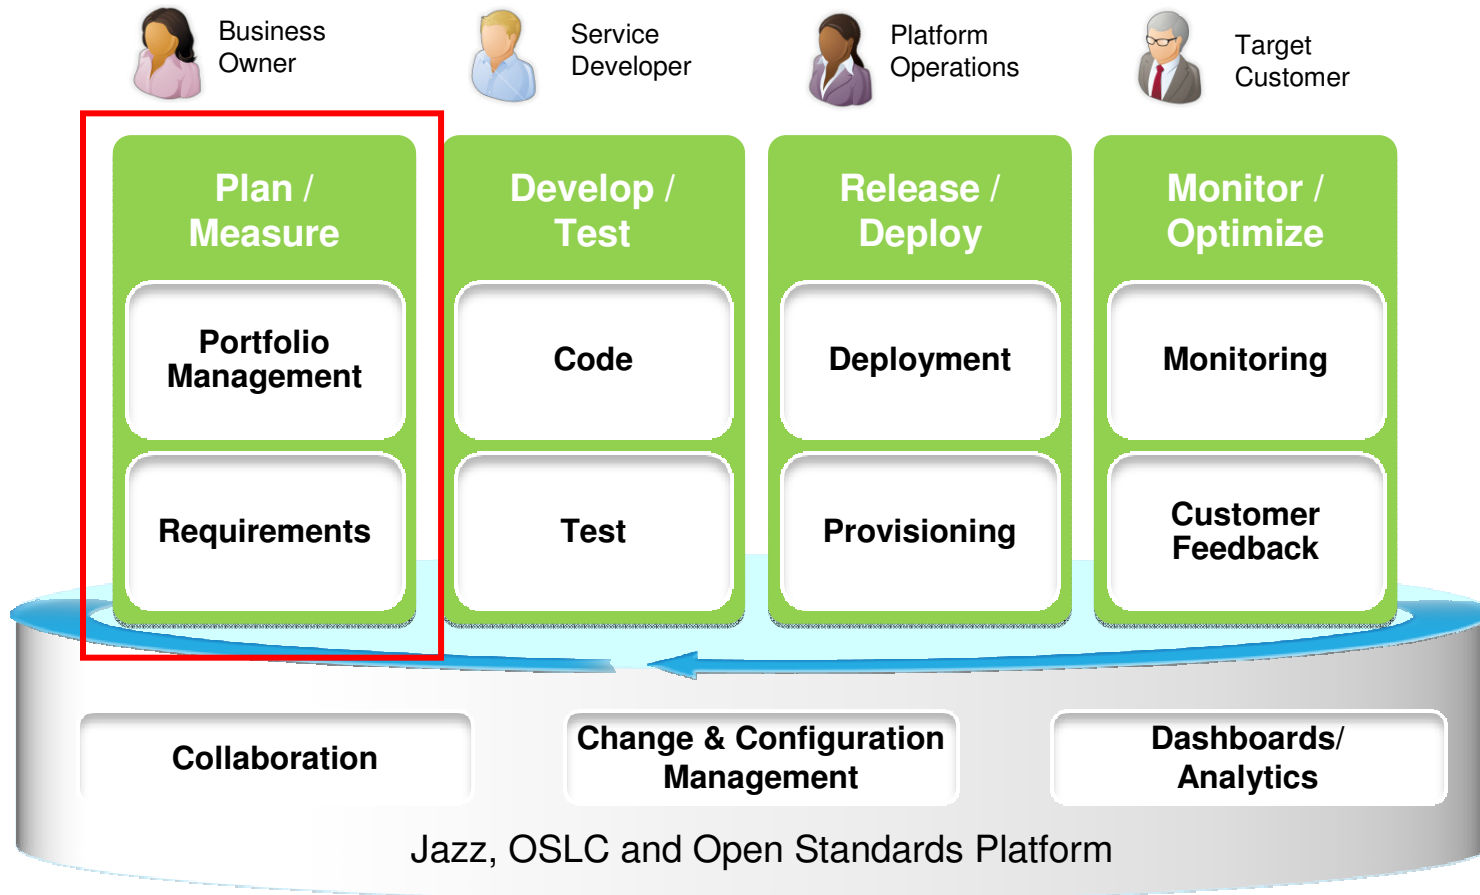 Business
Owner
Service
Developer
Platform
Operations
Target
Customer
Plan /
Measure
Develop /
Test
Release /
Deploy
Monitor /
Optimize
Portfolio
Management
Code
Deployment
Monitoring
Requirements
Test
Provisioning
Customer
Feedback
Collaboration
Change & Configuration
Management
Dashboards/
Analytics
Jazz, OSLC and Open Standards Platform